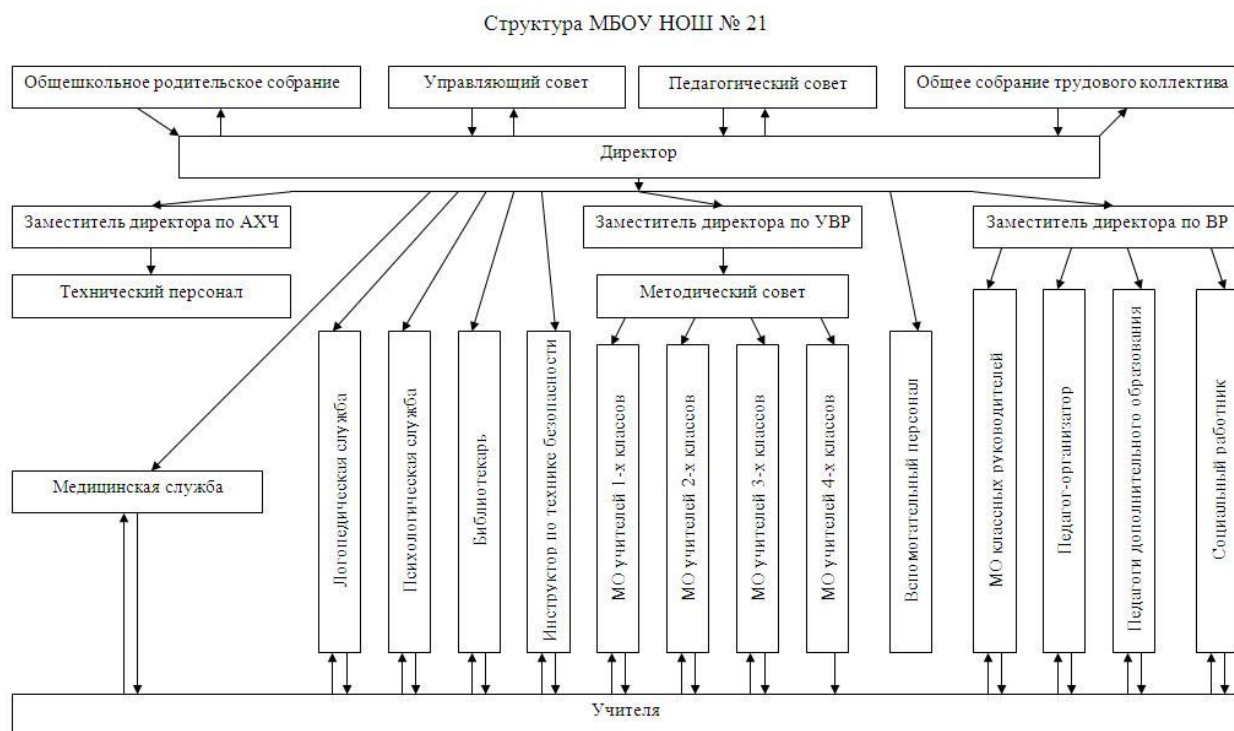 Структура МБОУ НОШ № 21
Общешкольное родительское собрание
Управляющий совет
Педагогический совет
Общее собрание трудового коллектива
Директор
Заместитель директора по АХЧ
Заместитель директора по УВР
Заместитель директора по ВР
Технический персонал
Методический совет
Медицинская служба
Логопедическая служба
Психологическая служба
Библиотекарь
Инструктор по технике безопасности
МО учителей 1-х классов
МО учителей 2-х классов
МО учителей 3-х классов
МО учителей 4-х классов
Вспомогательный персонал
МО классных руководителей
Педагог-организатор
Педагоги дополнительного образования
Социальный работник
Учителя